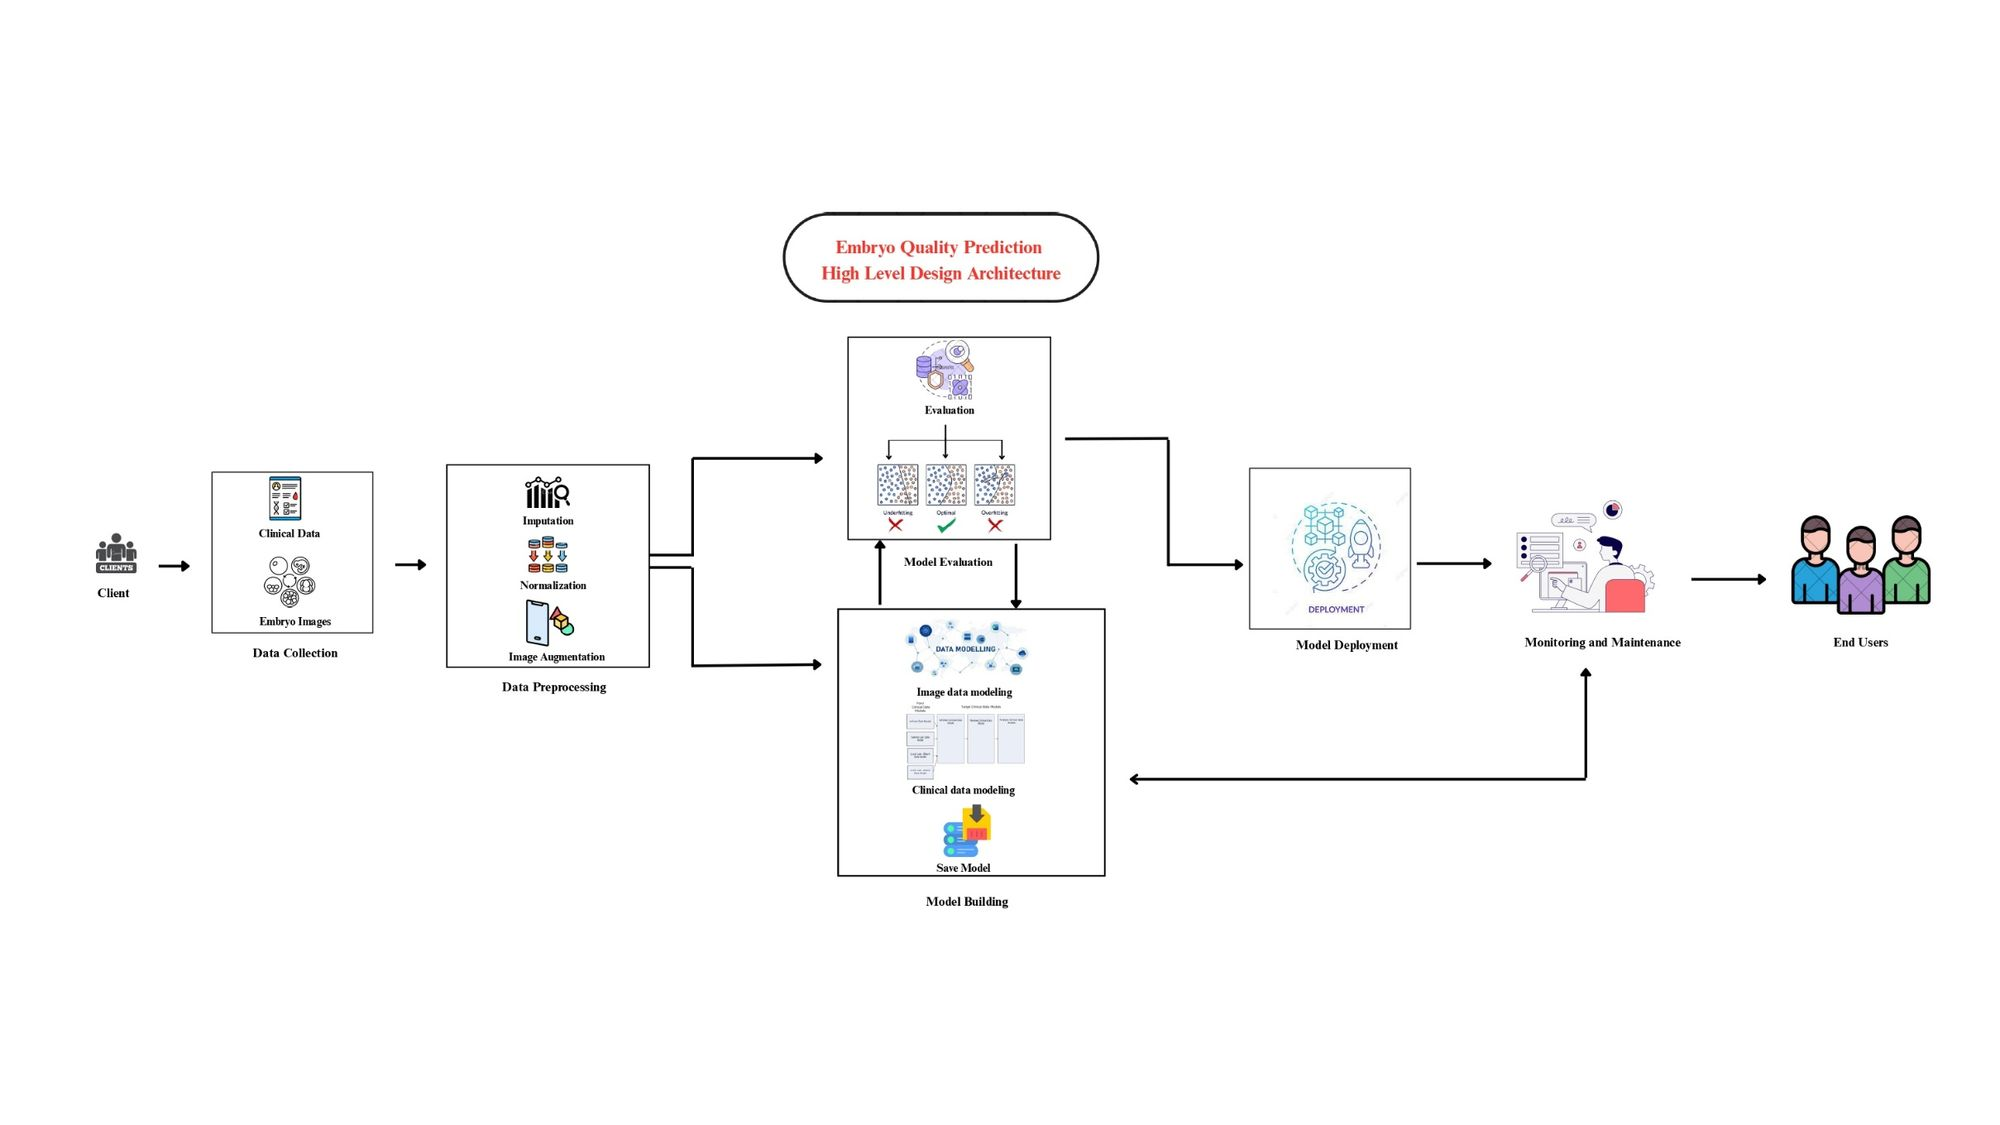 Embryo Quality Prediction
High Level Design Architecture
CLIENTS
Client
Clinical Data
Embryo Images
Data Collection
Imputation
Normalization
Image Augmentation
Data Preprocessing
Evaluation
Underfitting
Optimal
Overfitting
Model Evaluation
DATA MODELLING
Image data modeling
Clinical data modeling
Save Model
Model Building
DEPLOYMENT
Model Deployment
Monitoring and Maintenance
End Users